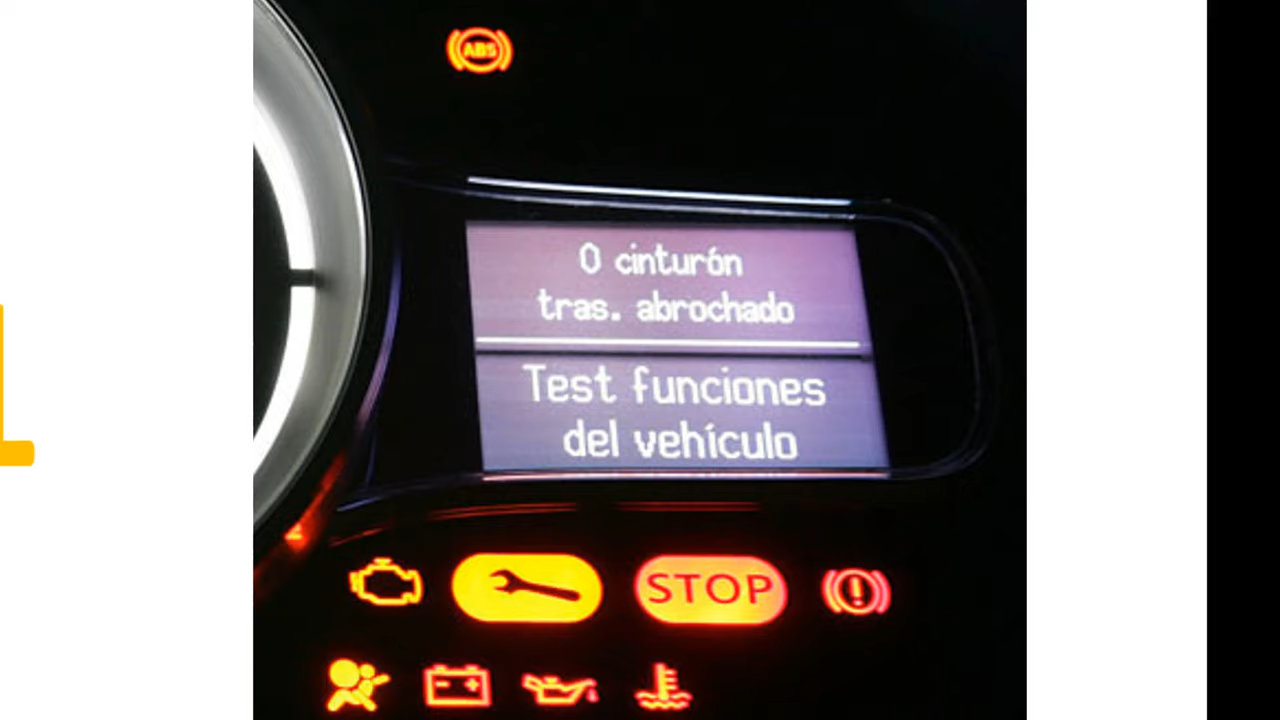 ABS
0 cinturón
tras. abrochado
Test funciones
del vehículo
STOP